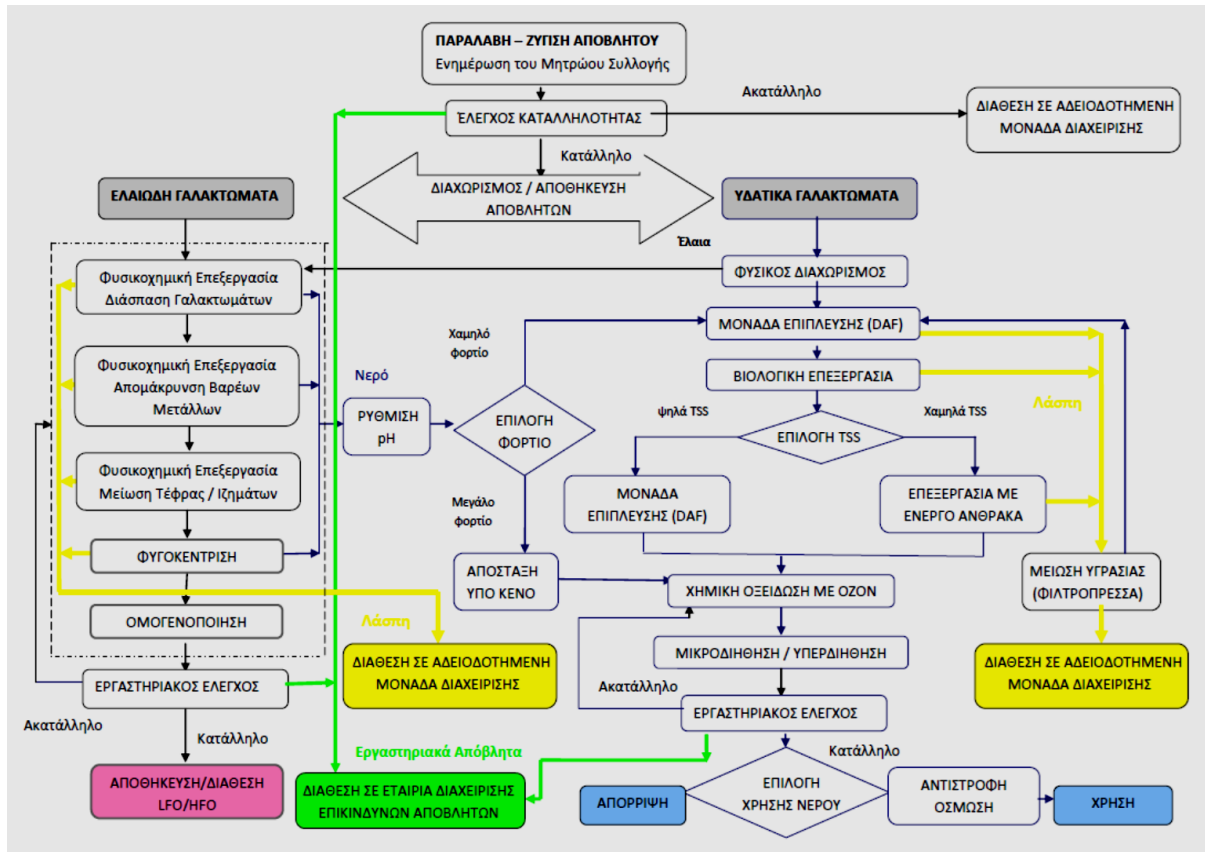 ΠΑΡΑΛΑΒΗ – ΖΥΓΙΣΗ ΑΠΟΒΛΗΤΟΥ
Ενημέρωση του Μητρώου Συλλογής
Ακατάλληλο
ΈΛΕΓΧΟΣ ΚΑΤΑΛΛΗΛΟΤΗΤΑΣ
ΔΙΑΘΕΣΗ ΣΕ ΑΔΕΙΟΔΟΤΗΜΕΝΗ
ΜΟΝΑΔΑ ΔΙΑΧΕΙΡΙΣΗΣ
Κατάλληλο
ΔΙΑΧΩΡΙΣΜΟΣ / ΑΠΟΘΗΚΕΥΣΗ
ΑΠΟΒΛΗΤΩΝ
ΕΛΑΙΩΔΗ ΓΑΛΑΚΤΩΜΑΤΑ
ΥΔΑΤΙΚΑ ΓΑΛΑΚΤΩΜΑΤΑ
Έλαια
Φυσικοχημική Επεξεργασία
Διάσπαση Γαλακτωμάτων
ΦΥΣΙΚΟΣ ΔΙΑΧΩΡΙΣΜΟΣ
Χαμηλό
φορτίο
ΜΟΝΑΔΑ ΕΠΙΠΛΕΥΣΗΣ (DAF)
Φυσικοχημική Επεξεργασία
Απομάκρυνση Βαρέων
Μετάλλων
Νερό
ΒΙΟΛΟΓΙΚΗ ΕΠΕΞΕΡΓΑΣΙΑ
Λάσπη
ΡΥΘΜΙΣΗ
pH
ΕΠΙΛΟΓΗ
ΦΟΡΤΙΟ
ψηλά TSS
Χαμηλά TSS
ΕΠΙΛΟΓΗ TSS
Φυσικοχημική Επεξεργασία
Μείωση Τέφρας / Ιζημάτων
Μεγάλο
φορτίο
ΜΟΝΑΔΑ
ΕΠΙΠΛΕΥΣΗΣ (DAF)
ΕΠΕΞΕΡΓΑΣΙΑ ΜΕ
ΕΝΕΡΓΟ ΑΝΘΡΑΚΑ
ΦΥΓΟΚΕΝΤΡΙΣΗ
ΑΠΟΣΤΑΞΗ
ΥΠΟ ΚΕΝΟ
ΧΗΜΙΚΗ ΟΞΕΙΔΩΣΗ ΜΕ ΟΖΟΝ
ΜΕΙΩΣΗ ΥΓΡΑΣΙΑΣ
(ΦΙΛΤΡΟΠΡΕΣΣΑ)
ΟΜΟΓΕΝΟΠΟΙΗΣΗ
Λάσπη
ΜΙΚΡΟΔΙΗΘΗΣΗ / ΥΠΕΡΔΙΗΘΗΣΗ
ΔΙΑΘΕΣΗ ΣΕ ΑΔΕΙΟΔΟΤΗΜΕΝΗ
ΜΟΝΑΔΑ ΔΙΑΧΕΙΡΙΣΗΣ
ΔΙΑΘΕΣΗ ΣΕ ΑΔΕΙΟΔΟΤΗΜΕΝΗ
ΜΟΝΑΔΑ ΔΙΑΧΕΙΡΙΣΗΣ
ΕΡΓΑΣΤΗΡΙΑΚΟΣ ΕΛΕΓΧΟΣ
Ακατάλληλο
ΕΡΓΑΣΤΗΡΙΑΚΟΣ ΕΛΕΓΧΟΣ
Ακατάλληλο
Κατάλληλο
Εργαστηριακά Απόβλητα
Κατάλληλο
ΑΠΟΘΗΚΕΥΣΗ/ΔΙΑΘΕΣΗ
LFO/HFO
ΔΙΑΘΕΣΗ ΣΕ ΕΤΑΙΡΙΑ ΔΙΑΧΕΙΡΙΣΗΣ
ΕΠΙΚΙΝΔΥΝΩΝ ΑΠΟΒΛΗΤΩΝ
ΑΠΟΡΡΙΨΗ
ΕΠΙΛΟΓΗ
ΧΡΗΣΗΣ ΝΕΡΟΥ
ΑΝΤΙΣΤΡΟΦΗ
ΟΣΜΩΣΗ
ΧΡΗΣΗ